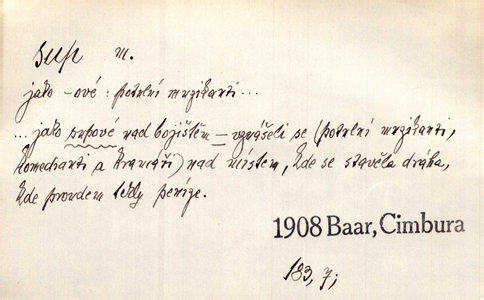 sup m.
jako -ové : potulní muzikanti...
... jako supové nad bojištěm — vznášeli se (potulní muzikanti,
komedianti a kramáři) nad místem, kde se stavěla dráha,
kde proudem tekly peníze.
1908 Baar, Cimbura
183, 7;